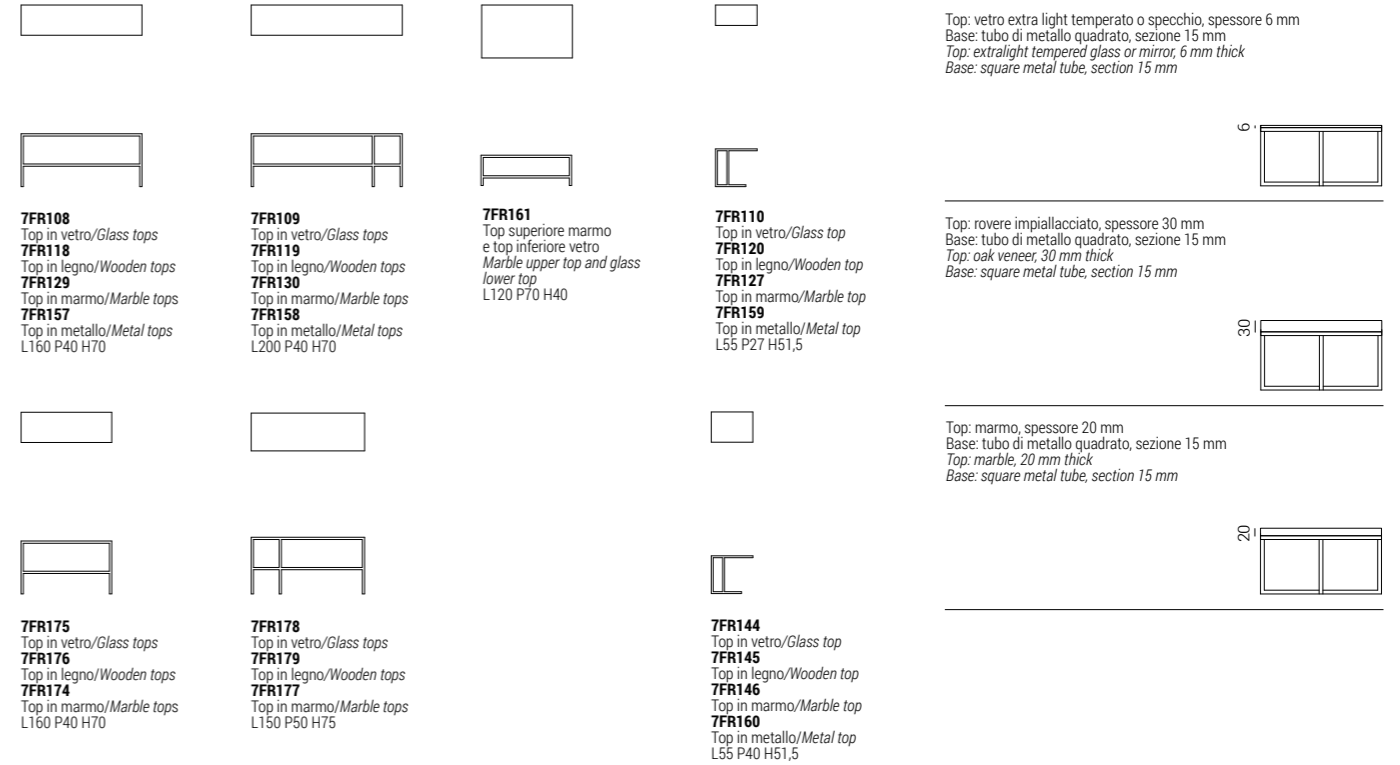 7FR108
Top in vetro/Glass tops
7FR118
Top in legno/Wooden tops
7FR129
Top in marmo/Marble tops
7FR157
Top in metallo/Metal tops
L160 P40 H70
7FR109
Top in vetro/Glass tops
7FR119
Top in legno/Wooden tops
7FR130
Top in marmo/Marble tops
7FR158
Top in metallo/Metal tops
L200 P40 H70
7FR161
Top superiore marmo
e top inferiore vetro
Marble upper top and glass
lower top
L120 P70 H40
7FR110
Top in vetro/Glass top
7FR120
Top in legno/Wooden top
7FR127
Top in marmo/Marble top
7FR159
Top in metallo/Metal top
L55 P27 H51,5
7FR175
Top in vetro/Glass tops
7FR176
Top in legno/Wooden tops
7FR174
Top in marmo/Marble tops
L160 P40 H70
7FR178
Top in vetro/Glass tops
7FR179
Top in legno/Wooden tops
7FR177
Top in marmo/Marble tops
L150 P50 H75
7FR144
Top in vetro/Glass top
7FR145
Top in legno/Wooden top
7FR146
Top in marmo/Marble top
7FR160
Top in metallo/Metal top
L55 P40 H51,5
Top: vetro extra light temperato o specchio, spessore 6 mm
Base: tubo di metallo quadrato, sezione 15 mm
Top: extralight tempered glass or mirror, 6 mm thick
Base: square metal tube, section 15 mm
6
Top: rovere impiallacciato, spessore 30 mm
Base: tubo di metallo quadrato, sezione 15 mm
Top: oak veneer, 30 mm thick
Base: square metal tube, section 15 mm
30
Top: marmo, spessore 20 mm
Base: tubo di metallo quadrato, sezione 15 mm
Top: marble, 20 mm thick
Base: square metal tube, section 15 mm
20